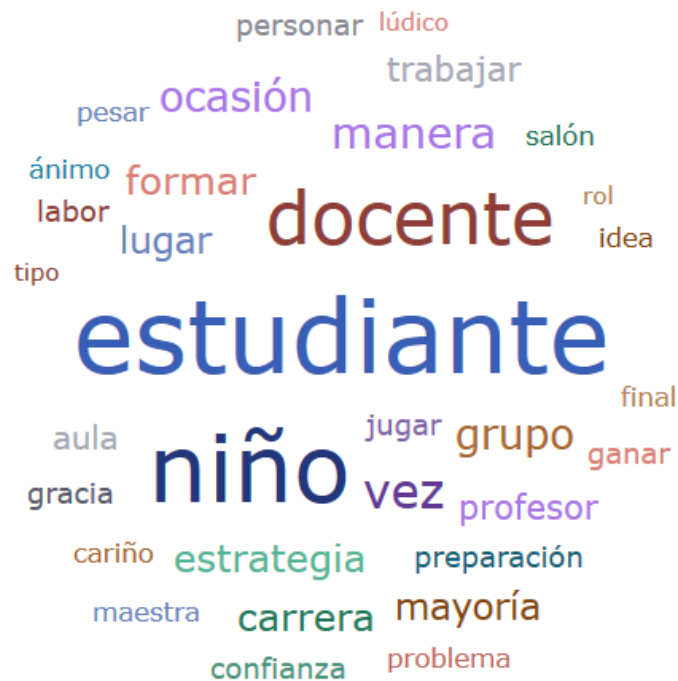 personar lúdico
trabajar
ocasión
pesar
manera salón
ánimo formar
docente rol
labor
lugar idea
tipo
estudiante
final
jugar grupo
aula ganar
niño
vez
gracia profesor
cariño estrategia preparación
maestra carrera mayoría
confianza problema